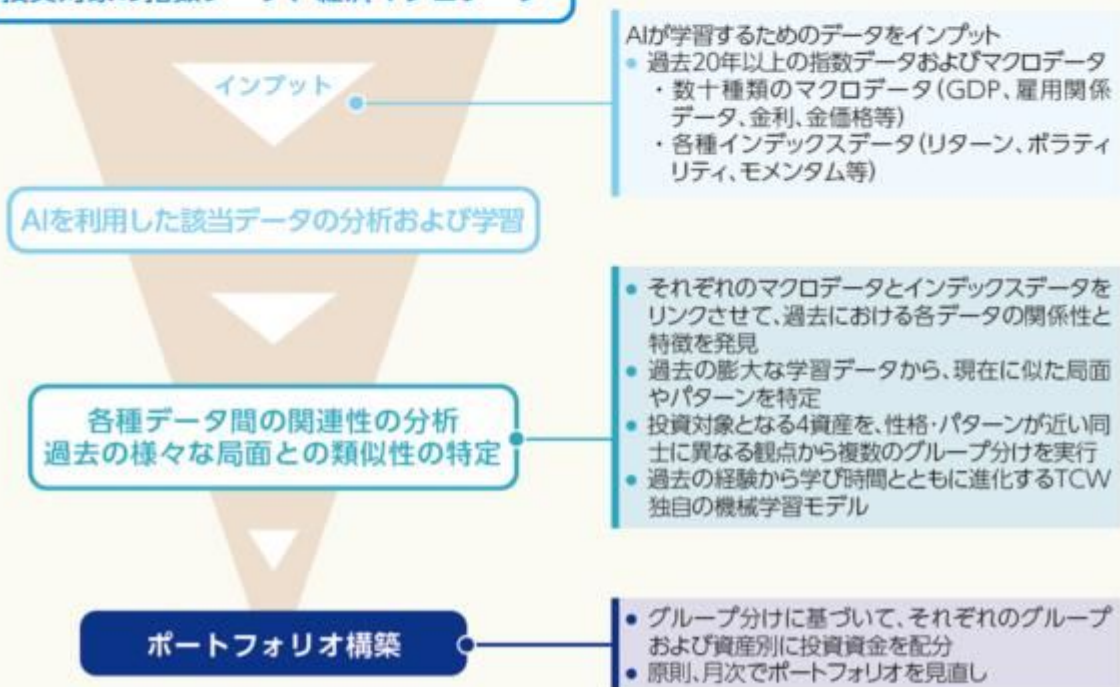 インプット
AIが学習するためのデータをインプット
• 過去20年以上の指数データおよびマクロデータ
・数十種類のマクロデータ(GDP、雇用関係
データ、金利、金価格等)
・各種インデックスデータ(リターン、ボラティ
リティ、モメンタム等)
AIを利用した該当データの分析および学習
各種データ間の関連性の分析
過去の様々な局面との類似性の特定
• それぞれのマクロデータとインデックスデータを
リンクさせて、過去における各データの関係性と
特徴を発見
• 過去の膨大な学習データから、現在に似た局面
やパターンを特定
• 投資対象となる4資産を、性格・パターンが近い同
士に異なる観点から複数のグループ分けを実行
• 過去の経験から学び時間とともに進化するTCW
独自の機械学習モデル
ポートフォリオ構築
• グループ分けに基づいて、それぞれのグループ
および資産別に投資資金を配分
• 原則、月次でポートフォリオを見直し